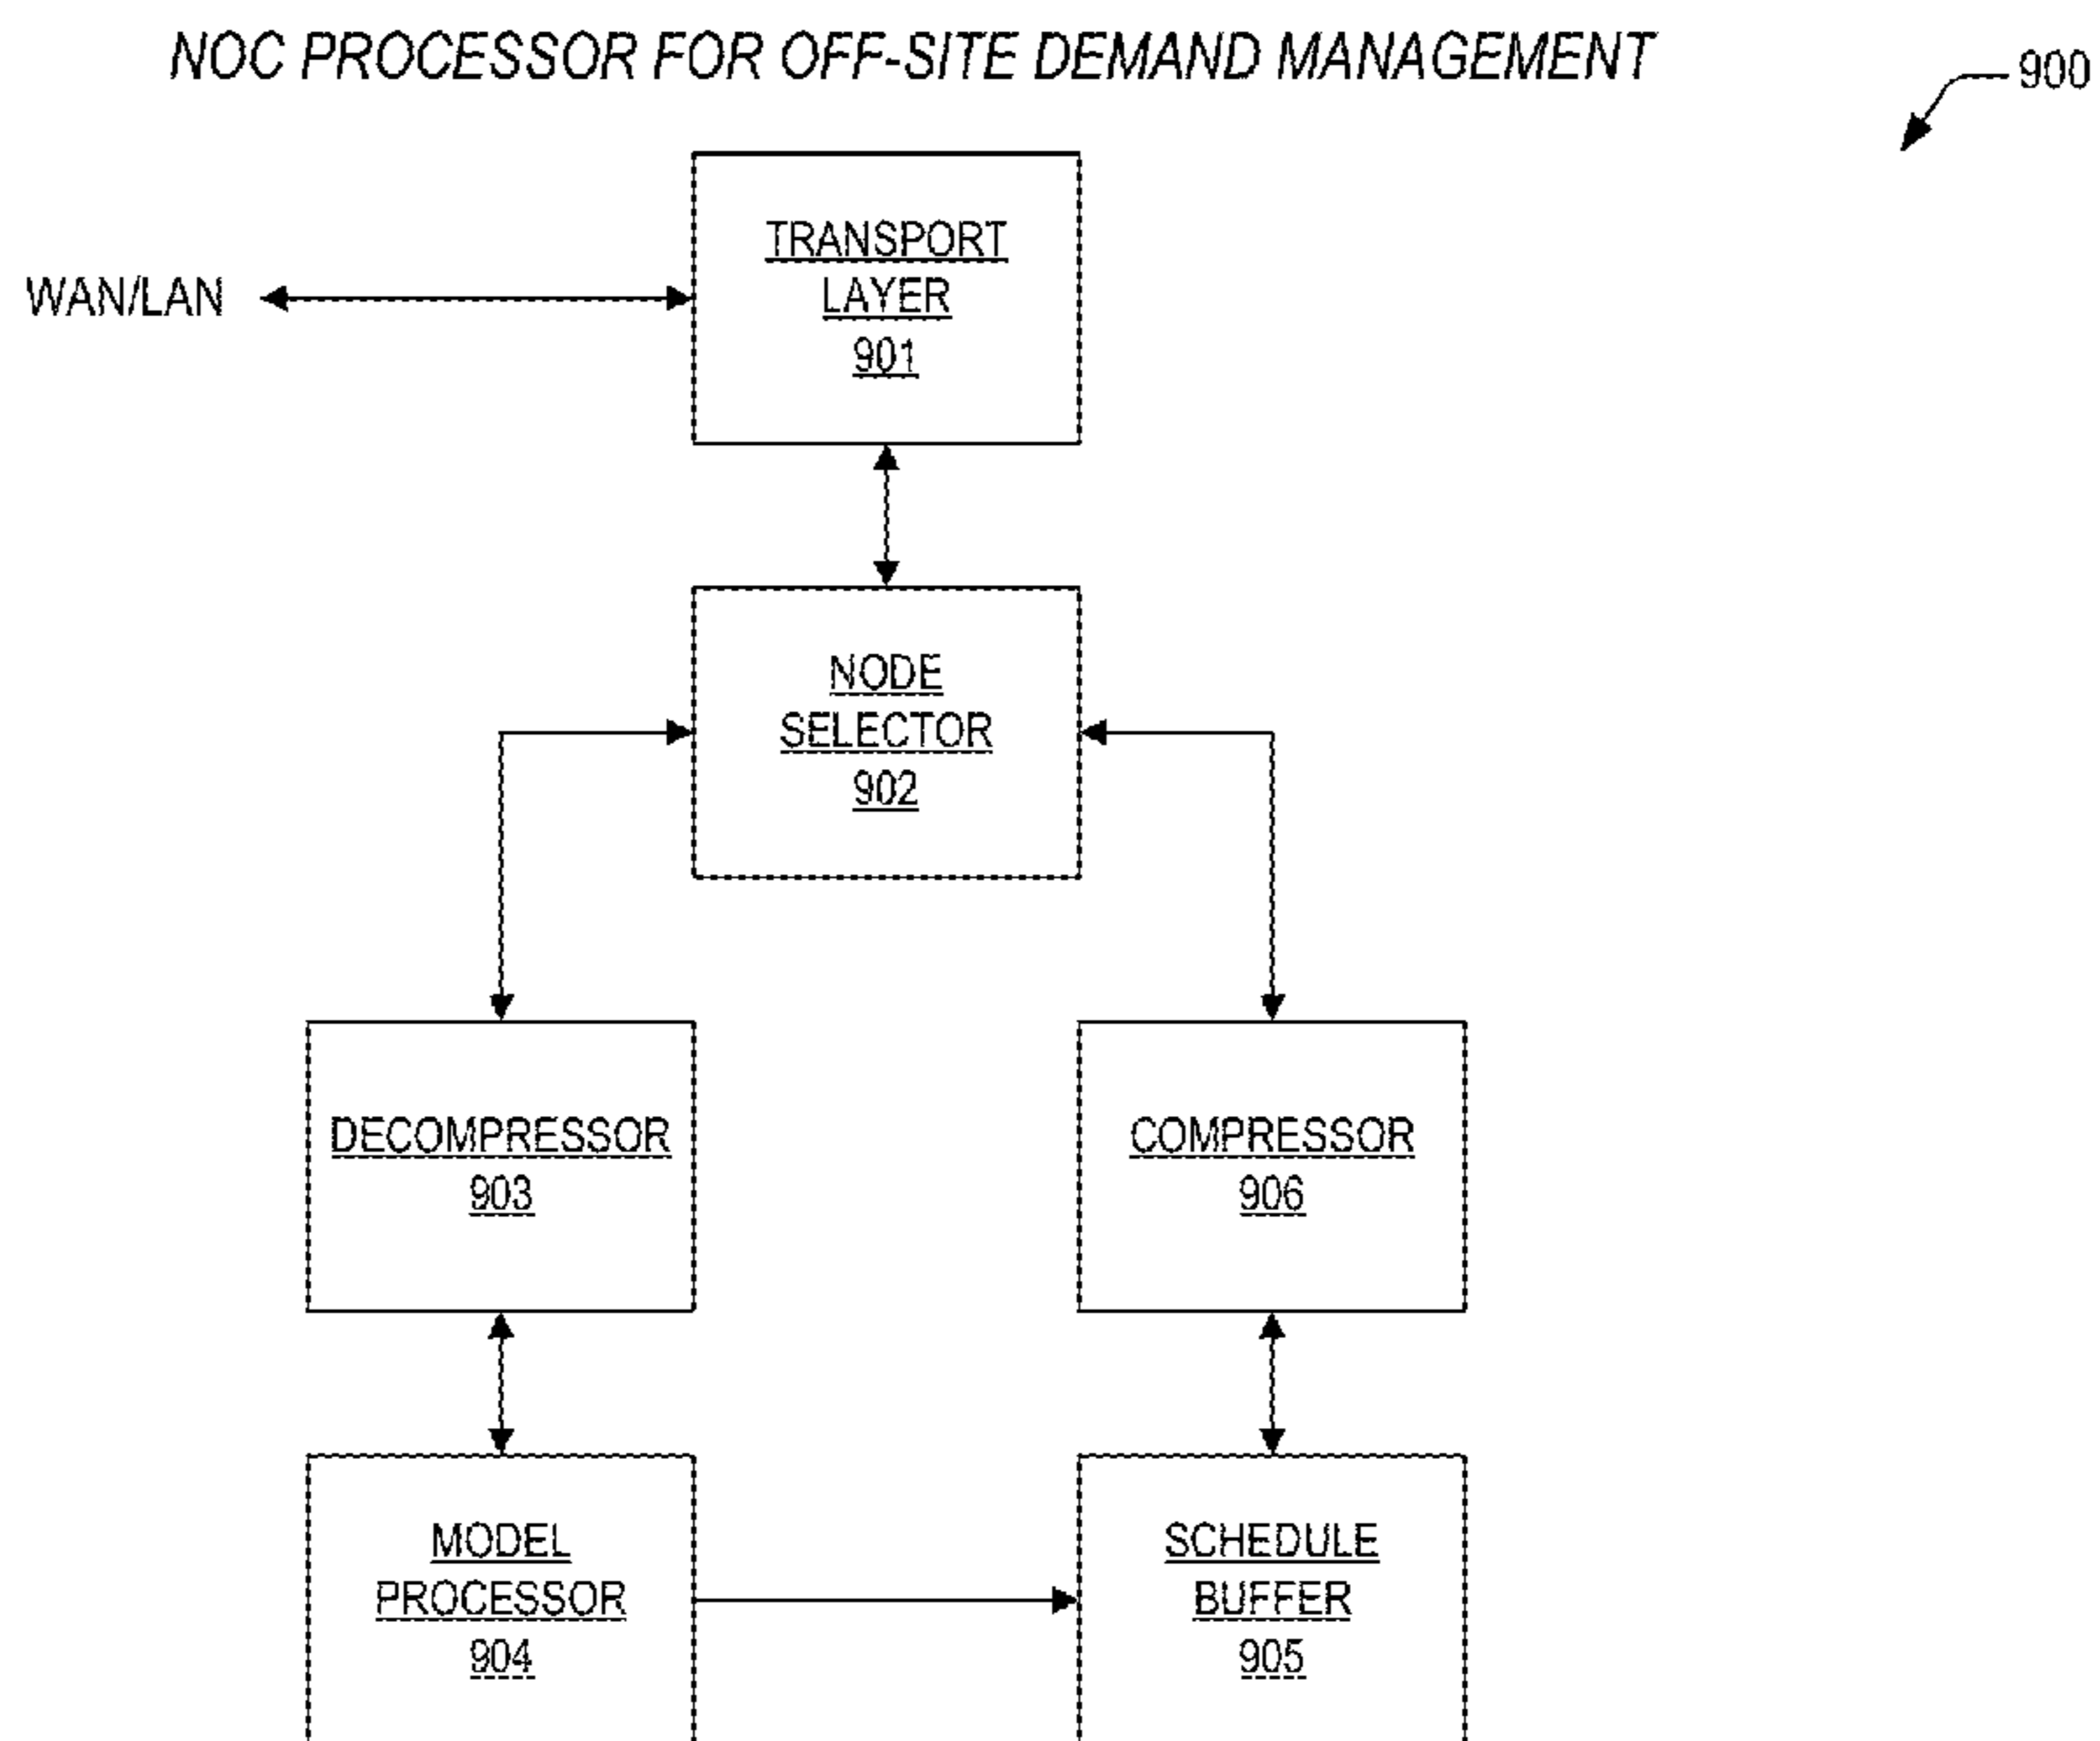 NOC PROCESSOR FOR OFF-SITE DEMAND MANAGEMENT
900
TRANSPORT
LAYER
901
WAN/LAN
NODE
SELECTOR
902
DECOMPRESSOR
903
COMPRESSOR
906
MODEL
PROCESSOR
904
SCHEDULE
BUFFER
905